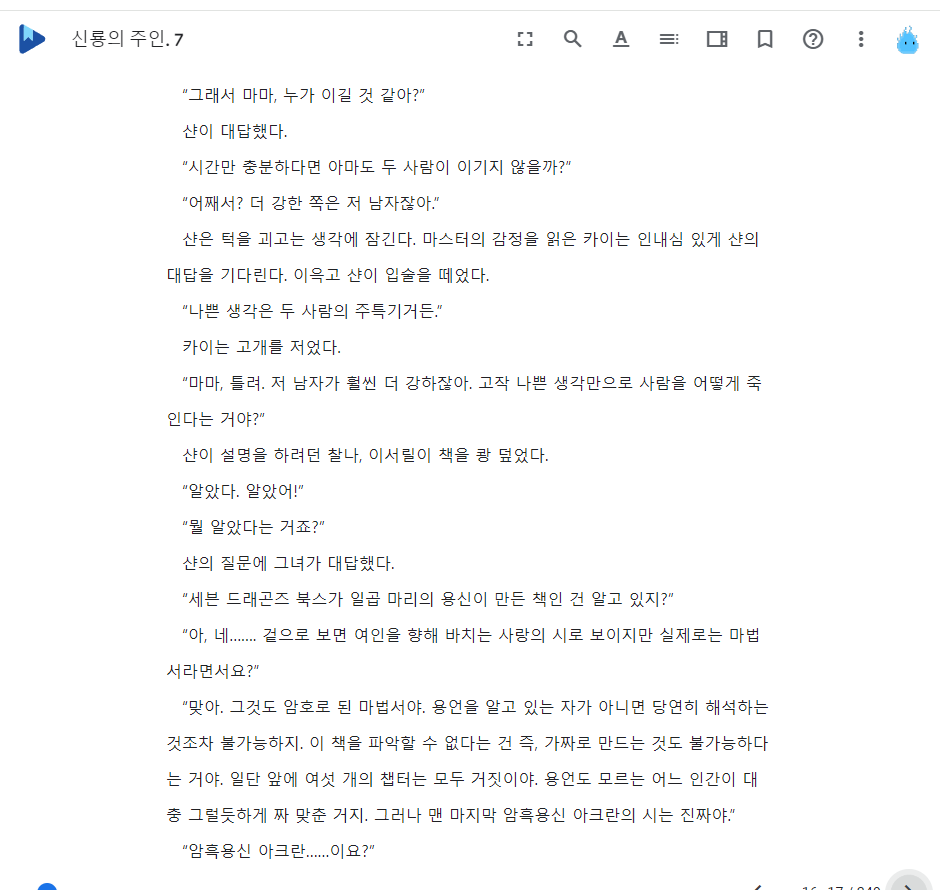 신룡의 주인. 7
"그래서 마마, 누가 이길 것 같아?"
샨이 대답했다.
"시간만 충분하다면 아마도 두 사람이 이기지 않을까?"
"어째서? 더 강한 쪽은 저 남자잖아."
샨은 턱을 괴고는 생각에 잠긴다. 마스터의 감정을 읽은 카이는 인내심 있게 샨의
대답을 기다린다. 이윽고 샨이 입술을 떼었다.
"나쁜 생각은 두 사람의 주특기거든."
카이는 고개를 저었다.
"마마, 틀려. 저 남자가 훨씬 더 강하잖아. 고작 나쁜 생각만으로 사람을 어떻게 죽
인다는 거야?"
샨이 설명을 하려던 찰나, 이서릴이 책을 쾅 덮었다.
"알았다. 알았어!"
"뭘 알았다는 거죠?"
샨의 질문에 그녀가 대답했다.
"세븐 드래곤즈 북스가 일곱 마리의 용신이 만든 책인 건 알고 있지?"
"아, 네....... 겉으로 보면 여인을 향해 바치는 사랑의 시로 보이지만 실제로는 마법
서라면서요?"
"맞아. 그것도 암호로 된 마법서야. 용언을 알고 있는 자가 아니면 당연히 해석하는
것조차 불가능하지. 이 책을 파악할 수 없다는 건 즉, 가짜로 만드는 것도 불가능하다
는 거야. 일단 앞에 여섯 개의 챕터는 모두 거짓이야. 용언도 모르는 어느 인간이 대
충 그럴듯하게 짜 맞춘 거지. 그러나 맨 마지막 암흑용신 아크란의 시는 진짜야."
"암흑용신 아크란......이요?"